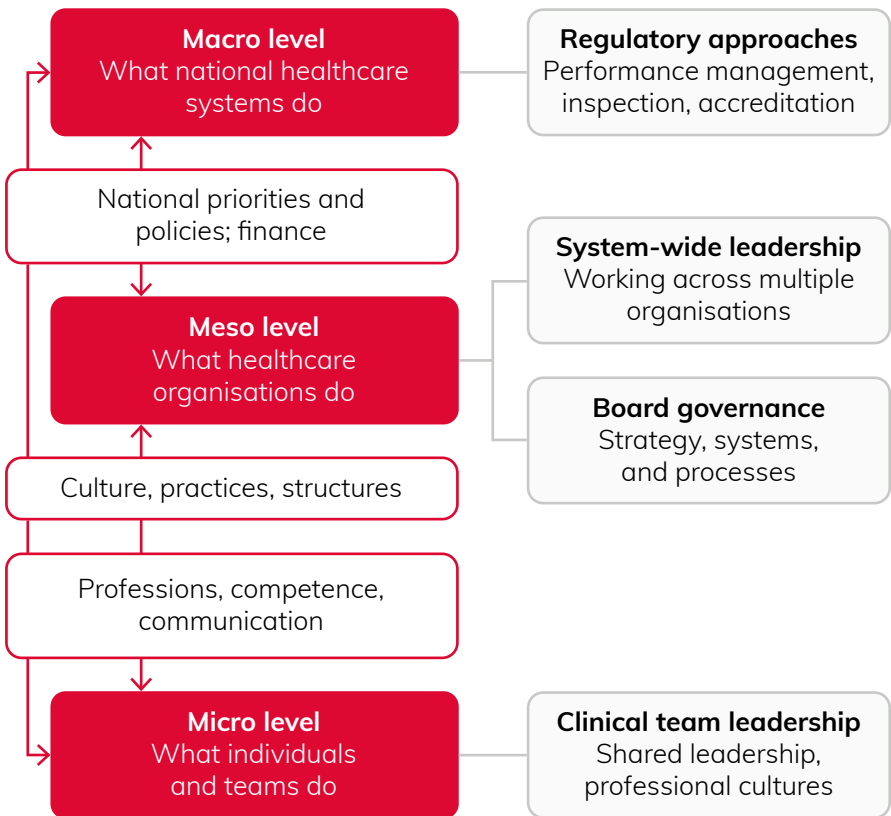 Macro level
What national healthcare
systems do
Regulatory approaches
Performance management,
inspection, accreditation
National priorities and
policies; finance
System-wide leadership
Working across multiple
organisations
Meso level
What healthcare
organisations do
Board governance
Strategy, systems,
and processes
Culture, practices, structures
Professions, competence,
communication
Micro level
What individuals
and teams do
Clinical team leadership
Shared leadership,
professional cultures